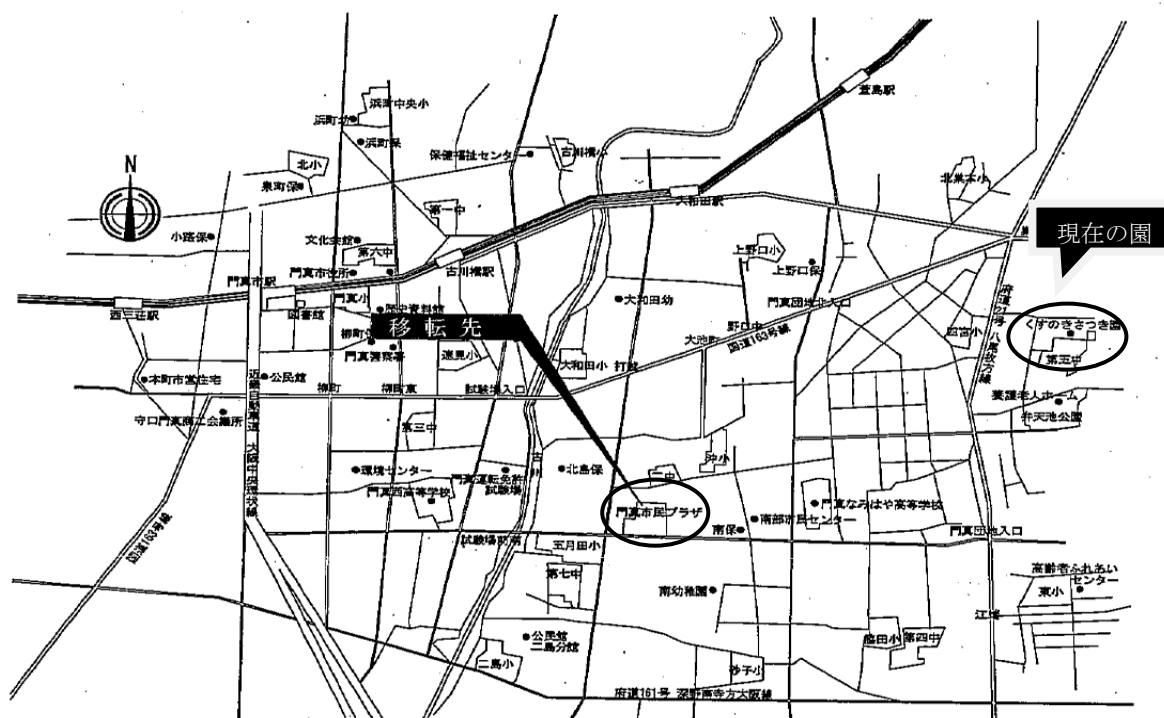 萱島駅
浜町中央小
浜町幼
浜町保
保健福祉センター
古川橋小
N
北小
泉町保
北巣本小
大和田駅
第一中
現在の園
小路保
文化会館
第六中
上野口小
門真市役所
古川橋駅
上野口保
門真市駅
門真小
大和田幼
門真団地北入口
府道21号 八尾枚方線
西三荘駅
図書館
歴史資料館
移転先
野口中
国道163号線
四宮小
くすのきさつき園
門真警察署
速見小
大和田小
打越
大池町
第五中
本町市営住宅
公民館
柳町
柳町東
試験場入口
養護老人ホーム
守口門真商工会議所
近畿自動車道 大阪中央環状線
第三中
弁天池公園
古川
沖小
環境センター
門真運転免許
試験場
北島保
二中
門真西高等学校
門真市民プラザ
門真なみはや高等学校
南部市民センター
国道163号線
試験場南
南保
門真団地入口
五月田小
第七中
南幼稚園
高齢者ふれあい
センター
東小
江端
公民館
二島分館
脇田小
第四中
二島小
砂子小
府道161号 深野南寺方大阪線